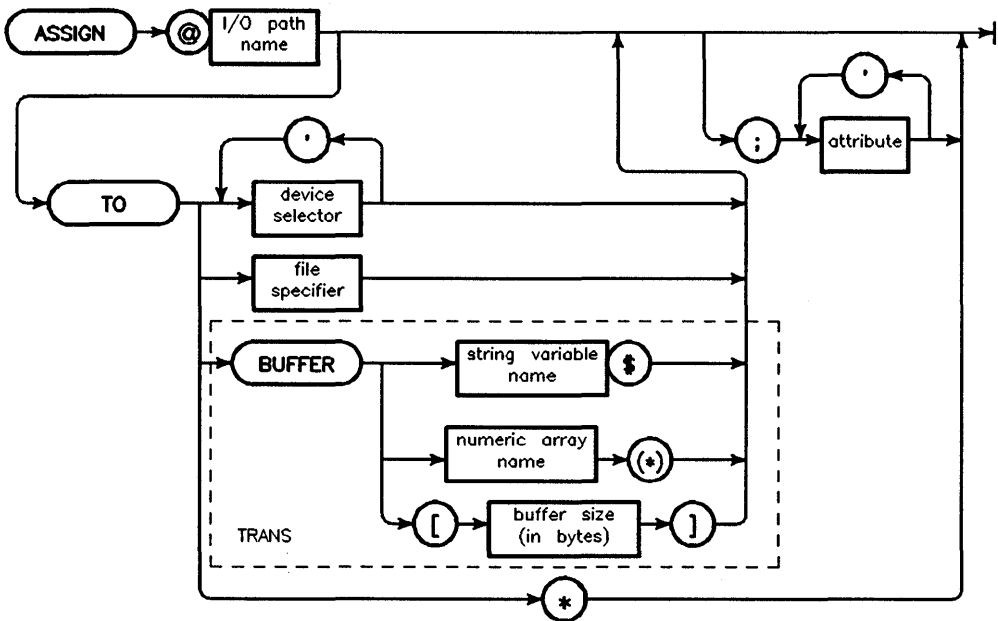 ASSIGN
@
I/O path
name
,
;
attribute
TO
,
device
selector
file
specifier
BUFFER
string variable
name
$
numeric array
name
(*)
[
buffer size
(in bytes)
]
TRANS
*